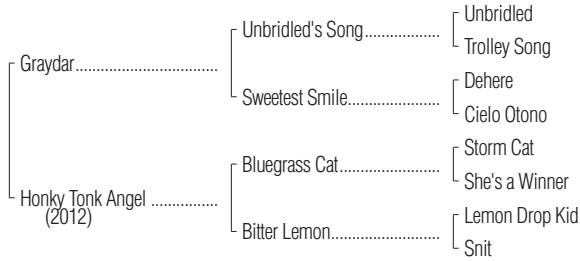 Unbridled
Unbridled's Song..................
Trolley Song
Graydar.................................
Dehere
Sweetest Smile......................
Cielo Otono
Storm Cat
Bluegrass Cat........................
She's a Winner
Honky Tonk Angel ................
(2012)
Lemon Drop Kid
Bitter Lemon..........................
Snit